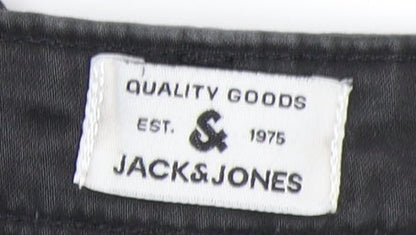 QUALITY GOODS
EST. & 1975
JACK&JONES